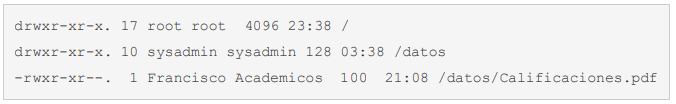 drwxr-xr-x. 17 root root  4096 23:38 /
drwxr-xr-x. 10 sysadmin sysadmin 128 03:38 /datos
-rwxr-xr--.  1 Francisco Academicos  100  21:08 /datos/Calificaciones.pdf